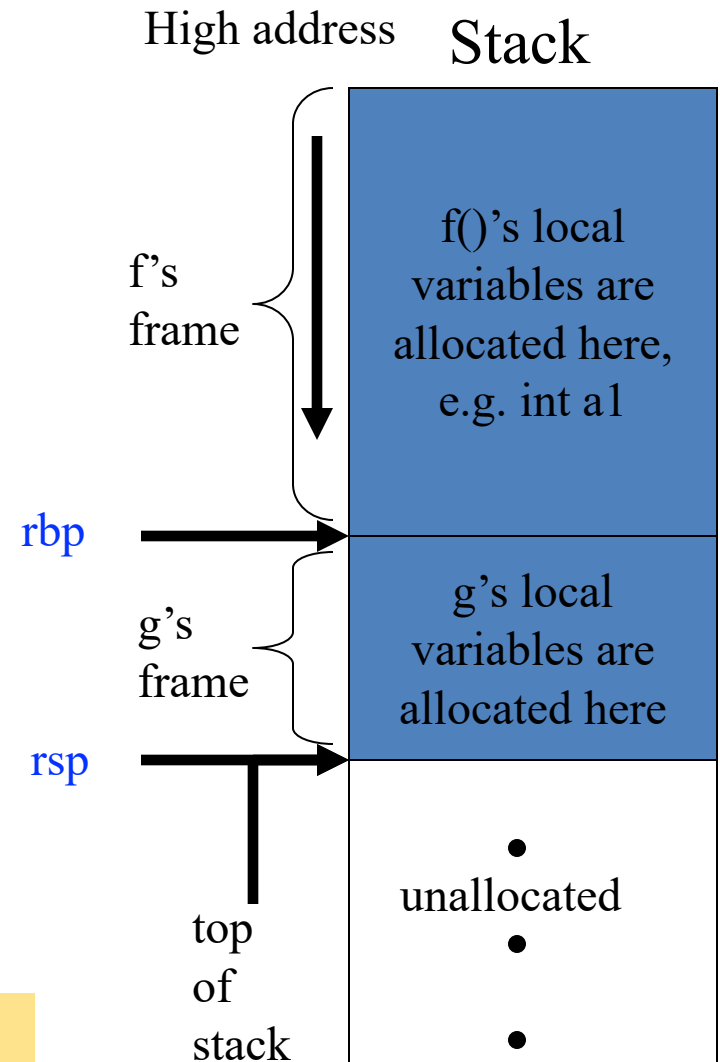 High address
Stack
f()’s local
variables are
allocated here,
e.g. int a1
f’s
frame
rbp
g’s local
variables are
allocated here
g’s
frame
rsp
unallocated
top
of
stack